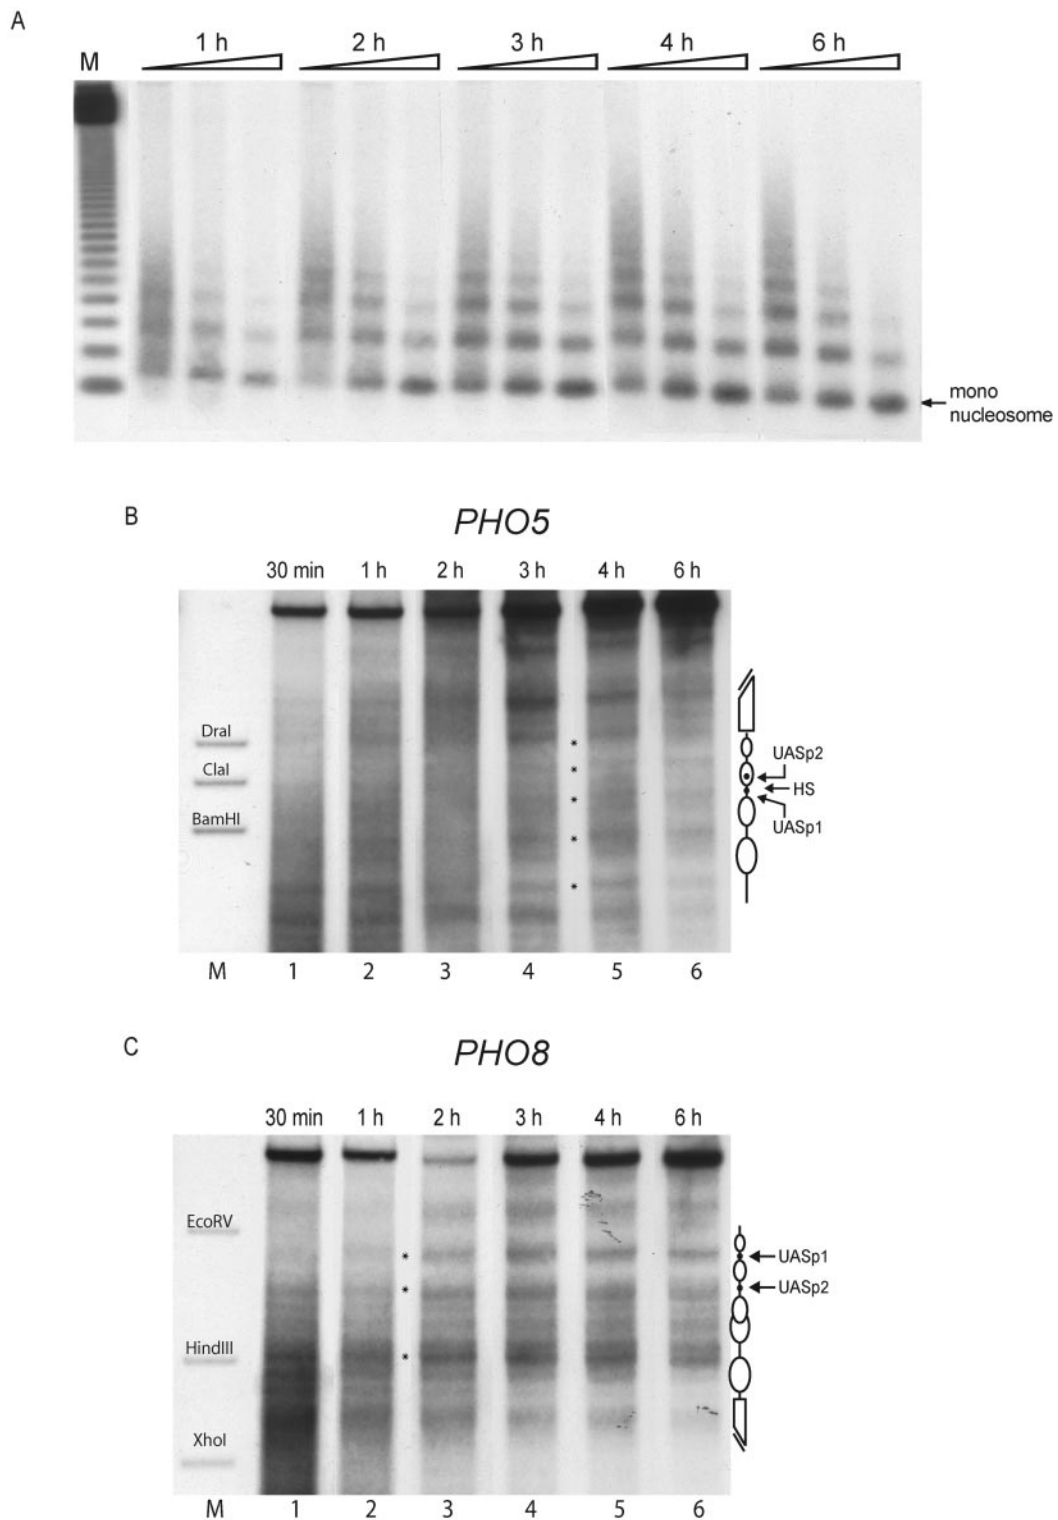 A
M 1 h 2 h 3 h 4 h 6 h
mono
nucleosome
B
PHO5
30 min 1 h 2 h 3 h 4 h 6 h
DraI
ClaI
BamHI
UASp2
HS
UASp1
*
*
*
*
*
M 1 2 3 4 5 6
C
PHO8
30 min 1 h 2 h 3 h 4 h 6 h
EcoRV
HindIII
XhoI
UASp1
UASp2
*
*
*
M 1 2 3 4 5 6